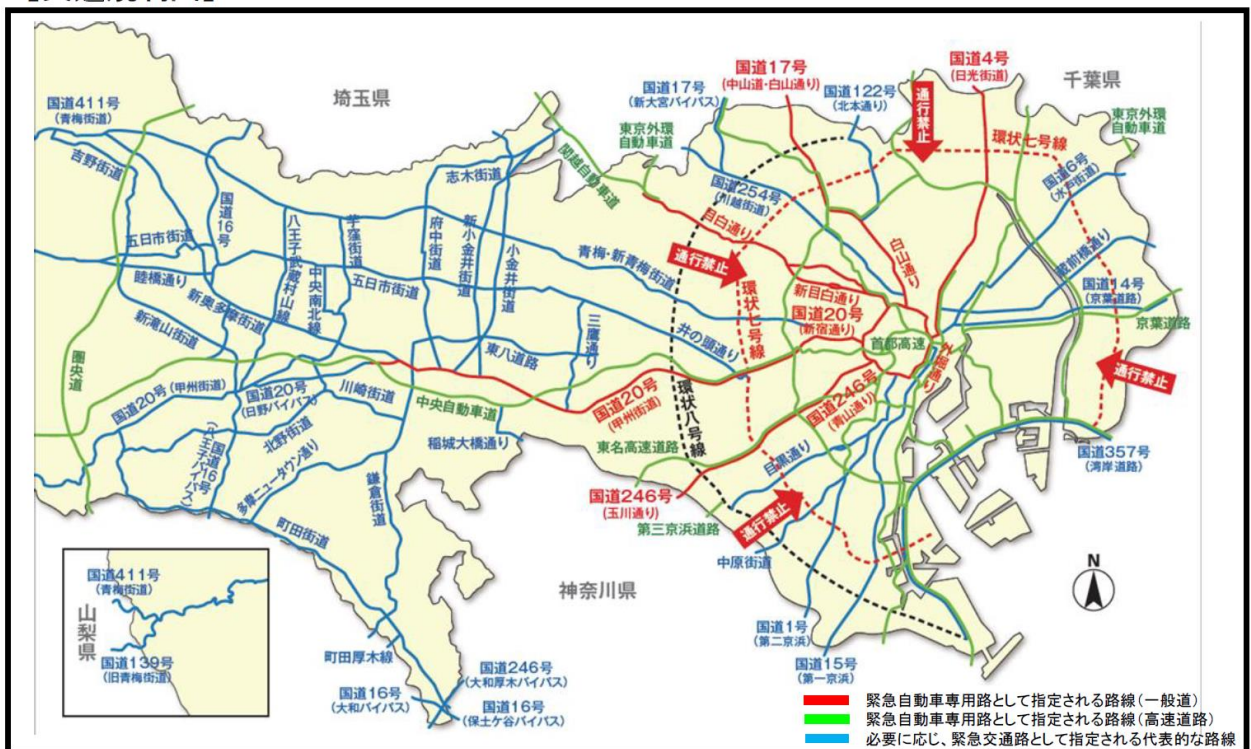 埼玉県
千葉県
国道411号
(青梅街道)
吉野街道
国道16号
五日市街道
睦橋通り
新奥多摩街道
新滝山街道
圏央道
八王子武蔵村山線
中央南北線
芋窪街道
五日市街道
府中街道
志木街道
新小金井街道
小金井街道
関越自動車道
東京外環
自動車道
国道17号
(新大宮バイパス)
国道17号
(中山道・白山通り)
国道122号
(北本通り)
通行禁止
国道4号
(日光街道)
環状七号線
東京外環
自動車道
国道6号
(水戸街道)
蔵前橋通り
国道14号
(京葉道路)
京葉道路
通行禁止
国道357号
(湾岸道路)
国道254号
(川越街道)
目白通り
白山通り
通行禁止
環状七号線
新目白通り
国道20号
(新宿通り)
首都高速
外堀通り
青梅・新青梅街道
井の頭通り
三鷹通り
東八道路
国道20号
(甲州街道)
環状八号線
国道246号
(青山通り)
目黒通り
東名高速道路
国道246号
(玉川通り)
第三京浜道路
通行禁止
中原街道
国道1号
(第二京浜)
国道15号
(第一京浜)
国道20号(甲州街道)
国道20号
(日野バイパス)
川崎街道
中央自動車道
稲城大橋通り
北野街道
国道16号
(八王子バイパス)
多摩ニュータウン通り
鎌倉街道
町田街道
神奈川県
町田厚木線
国道246号
(大和厚木バイパス)
国道16号
(大和バイパス)
国道16号
(保土ケ谷バイパス)
国道411号
(青梅街道)
山梨県
国道139号
(旧青梅街道)
N
緊急自動車専用路として指定される路線(一般道)
緊急自動車専用路として指定される路線(高速道路)
必要に応じ、緊急交通路として指定される代表的な路線